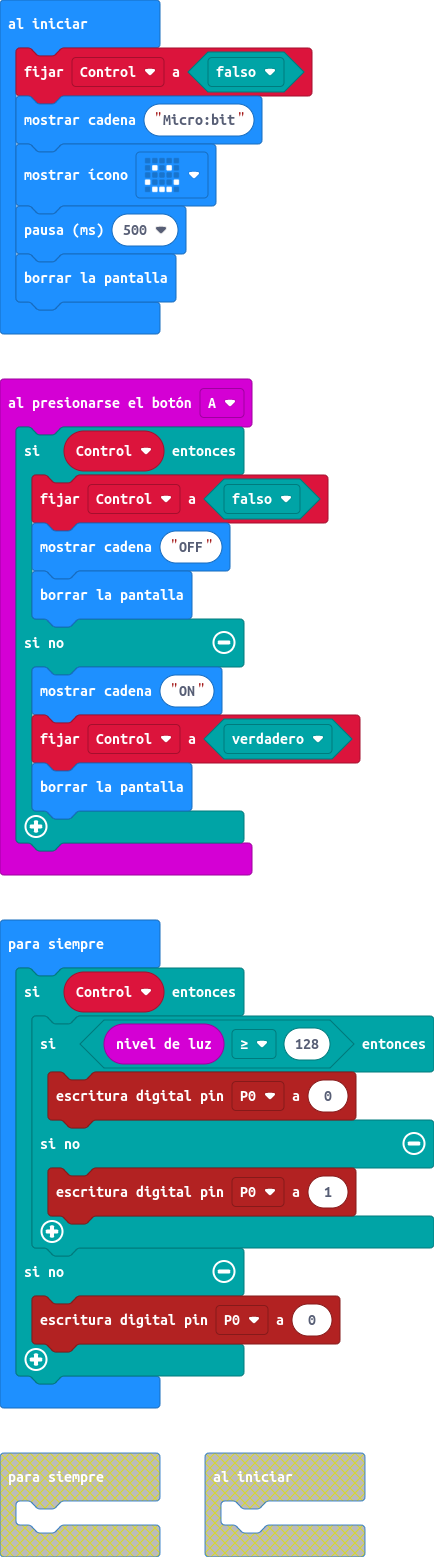 al iniciar
fijar Control a falso
mostrar cadena "Micro:bit"
mostrar icono
pausa (ms) 500
borrar la pantalla
al presionarse el botón A
si Control entonces
fijar Control a falso
mostrar cadena "OFF"
borrar la pantalla
si no
mostrar cadena "ON"
fijar Control a verdadero
borrar la pantalla
para siempre
si Control entonces
si nivel de luz ≥ 128 entonces
escritura digital pin P0 a 0
si no
escritura digital pin P0 a 1
si no
escritura digital pin P0 a 0
para siempre al iniciar